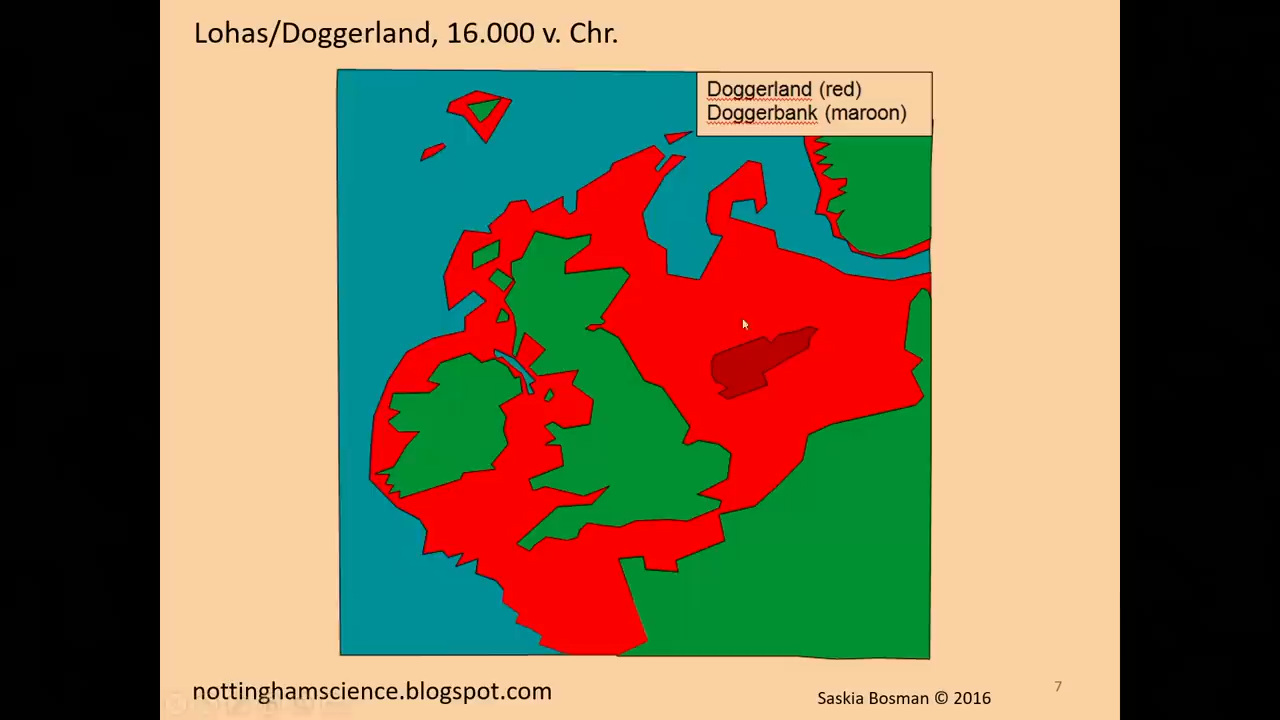 Lohas/Doggerland, 16.000 v. Chr.
Doggerland (red)
Doggerbank (maroon)
nottinghamscience.blogspot.com
Saskia Bosman © 2016
7